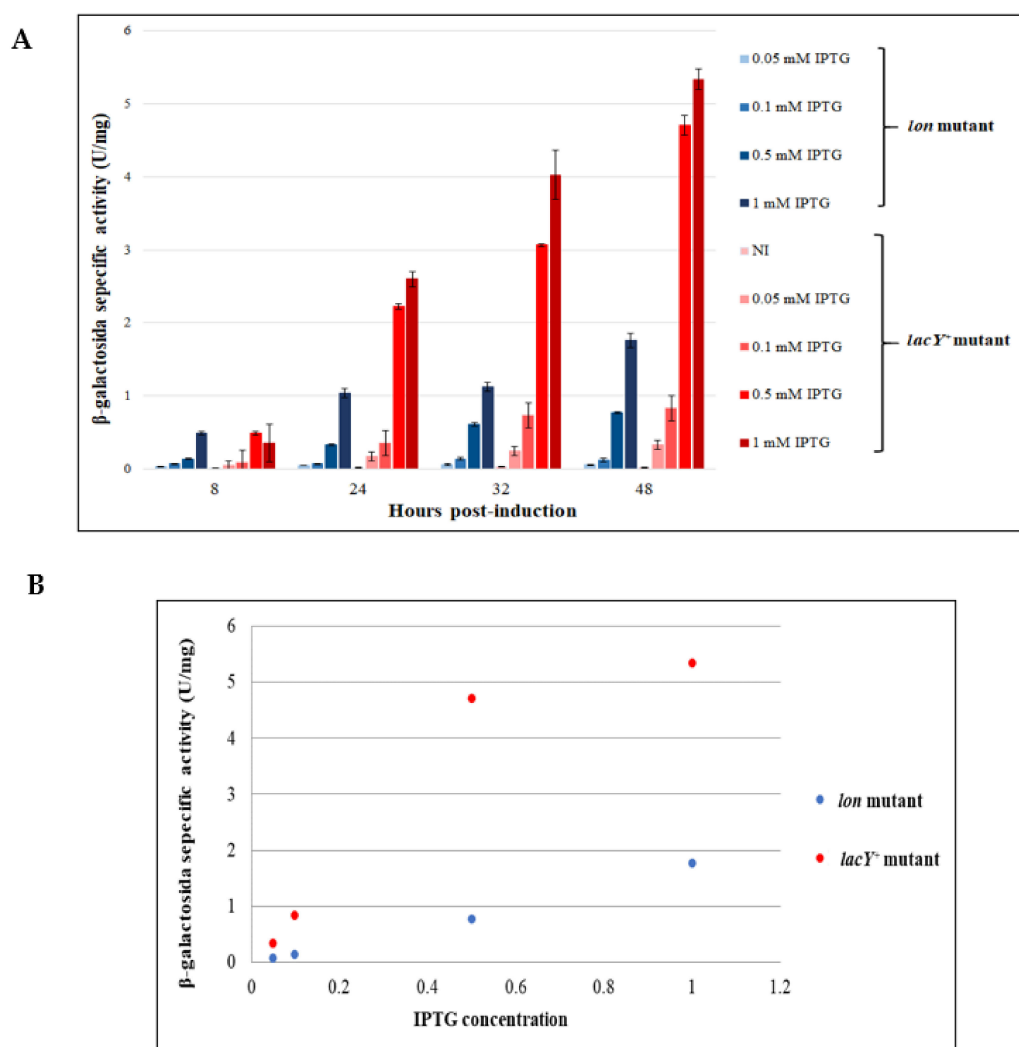 A
β-galactosida sepecific activity (U/mg)
6
5
4
3
2
1
0
8
24
32
48
Hours post-induction
0.05 mM IPTG
0.1 mM IPTG
0.5 mM IPTG
1 mM IPTG
lon mutant
NI
0.05 mM IPTG
0.1 mM IPTG
0.5 mM IPTG
1 mM IPTG
lacY⁺ mutant
B
β-galactosida sepecific activity (U/mg)
6
5
4
3
2
1
0
0
0.2
0.4
0.6
0.8
1
1.2
IPTG concentration
lon mutant
lacY⁺ mutant